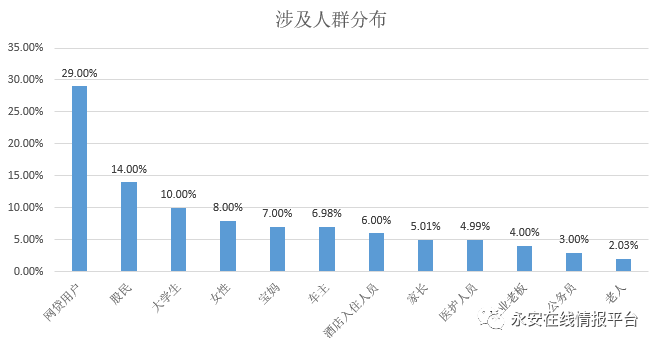 涉及人群分布
35.00%
30.00%
25.00%
20.00%
15.00%
10.00%
5.00%
0.00%
29.00%
14.00%
10.00%
8.00%
7.00%
6.98%
6.00%
5.01%
4.99%
4.00%
3.00%
2.03%
网贷用户
股民
大学生
女性
宝妈
车主
酒店入住人员
家长
医护人员
业老板
公务员
老人
永安在线情报平台